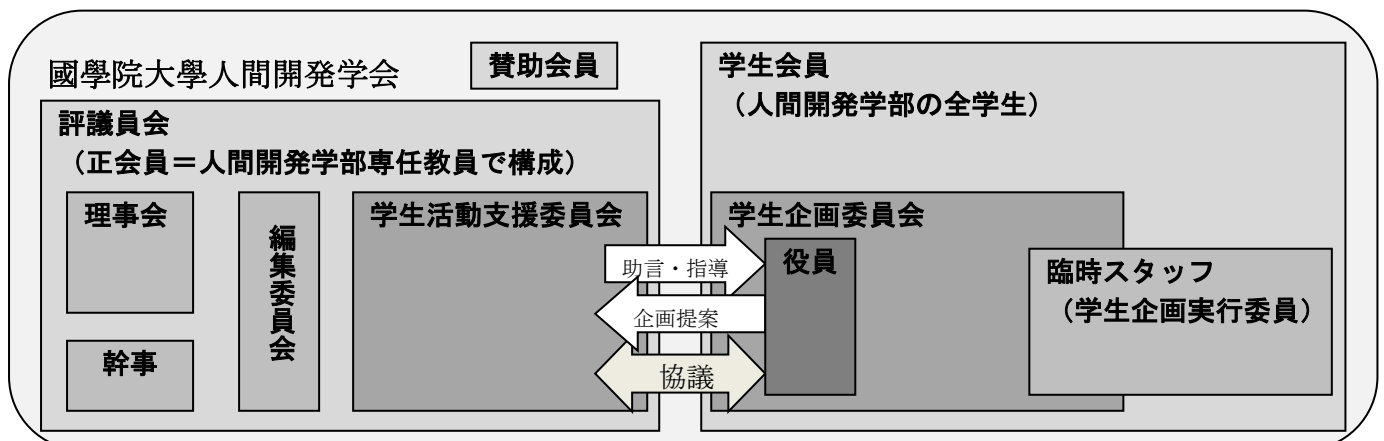 國學院大學人間開発学会
賛助会員
評議員会
（正会員＝人間開発学部専任教員で構成）
理事会
幹事
編集委員会
学生活動支援委員会
助言・指導
企画提案
協議
学生会員
（人間開発学部の全学生）
学生企画委員会
役員
臨時スタッフ
（学生企画実行委員）